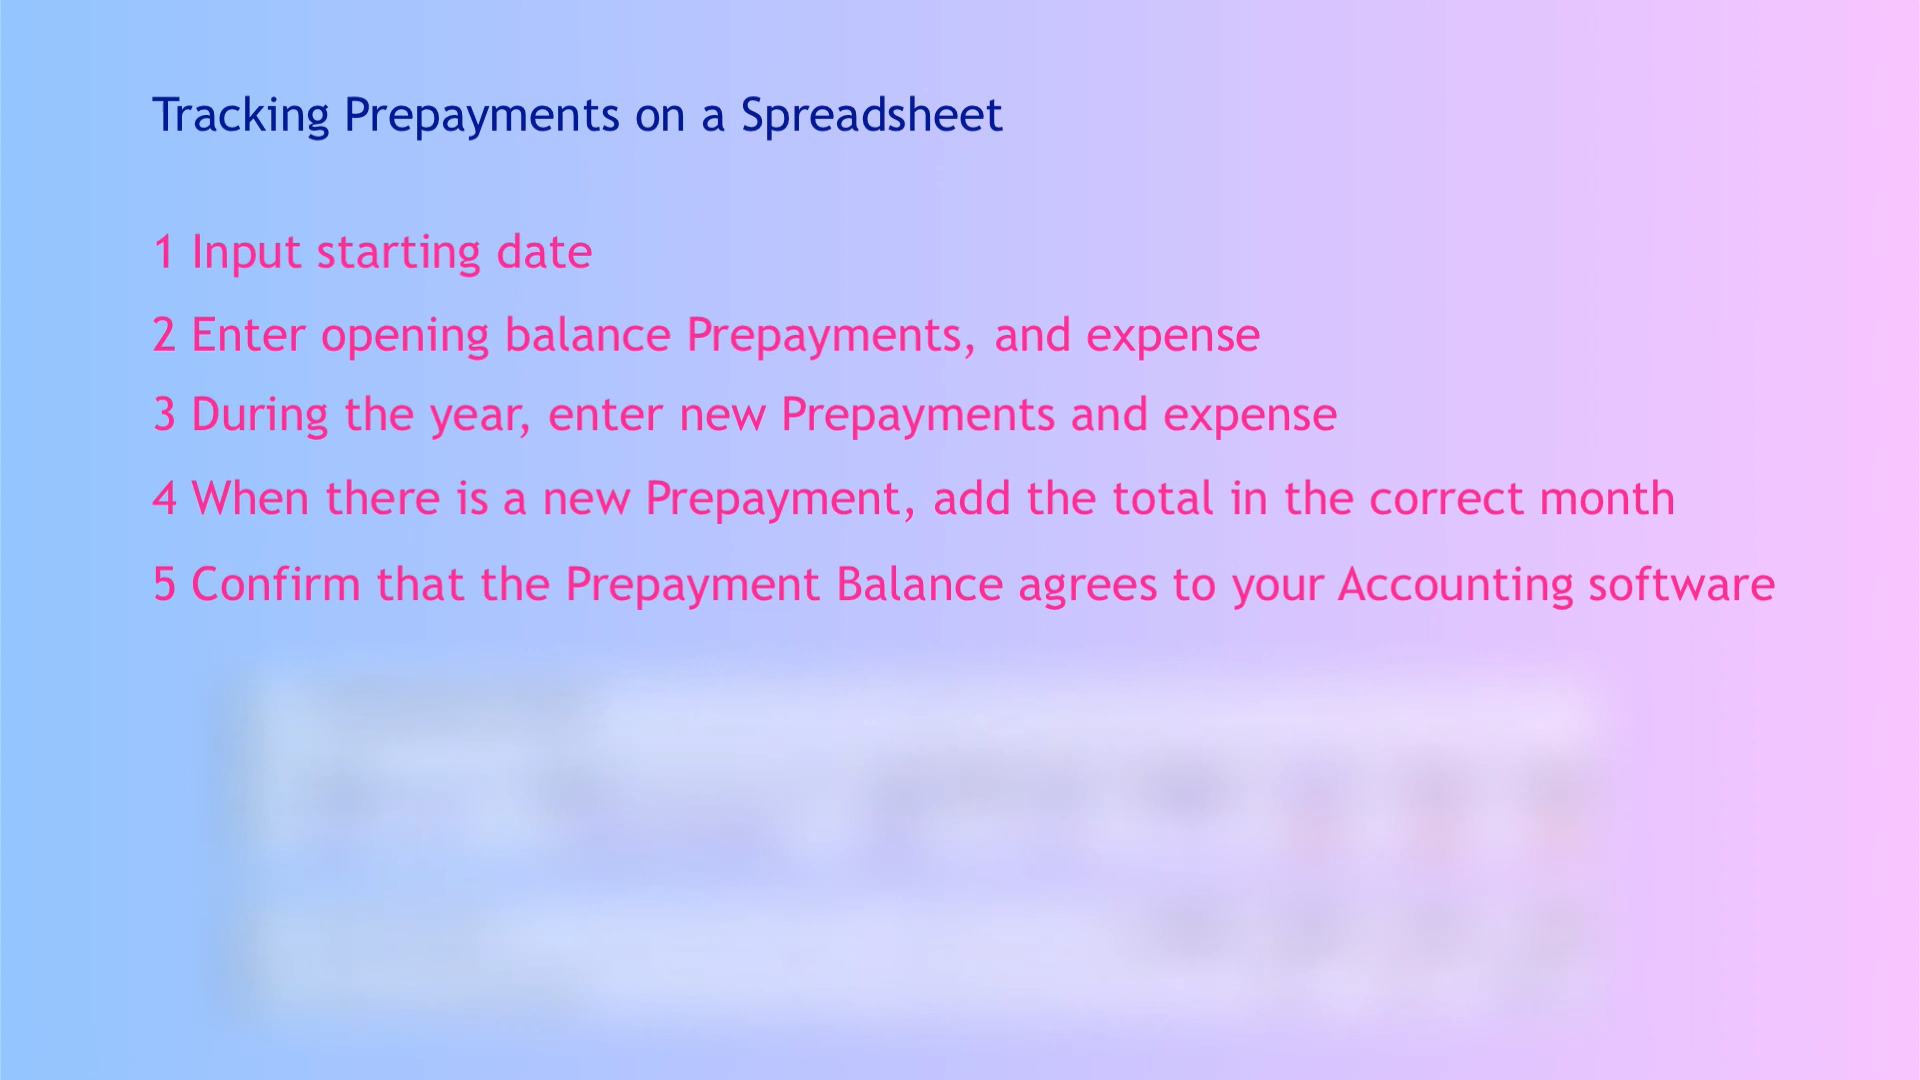 Tracking Prepayments on a Spreadsheet
1 Input starting date
2 Enter opening balance Prepayments, and expense
3 During the year, enter new Prepayments and expense
4 When there is a new Prepayment, add the total in the correct month
5 Confirm that the Prepayment Balance agrees to your Accounting software